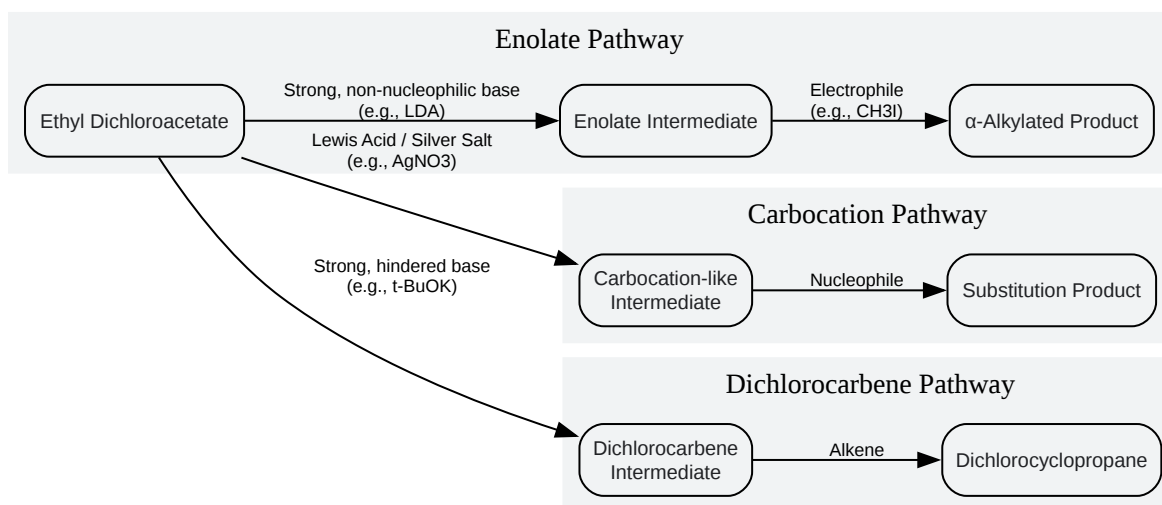 Enolate Pathway
Ethyl Dichloroacetate
Strong, non-nucleophilic base
(e.g., LDA)
Enolate Intermediate
Electrophile
(e.g., CH3I)
α-Alkylated Product
Lewis Acid / Silver Salt
(e.g., AgNO3)
Carbocation Pathway
Strong, hindered base
(e.g., t-BuOK)
Carbocation-like
Intermediate
Nucleophile
Substitution Product
Dichlorocarbene Pathway
Dichlorocarbene
Intermediate
Alkene
Dichlorocyclopropane